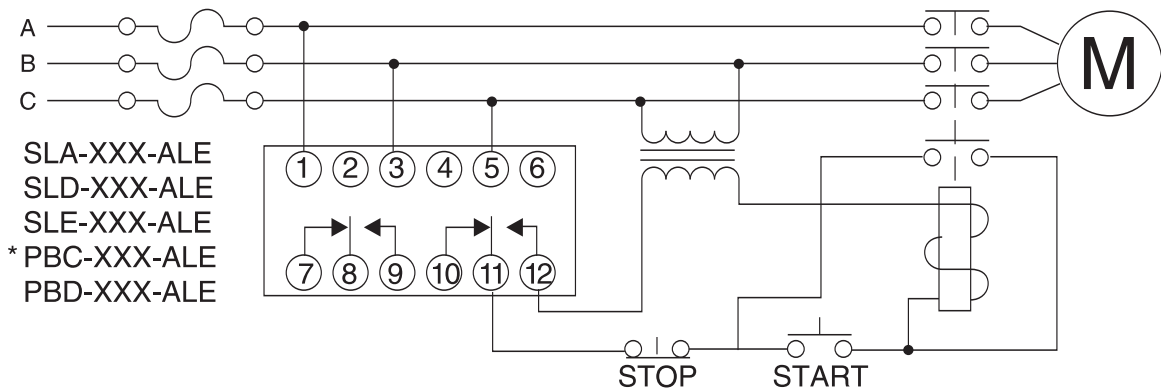 A
B
C
M
SLA-XXX-ALE
SLD-XXX-ALE
SLE-XXX-ALE
* PBC-XXX-ALE
PBD-XXX-ALE
1 2 3 4 5 6
7 8 9 10 11 12
STOP START